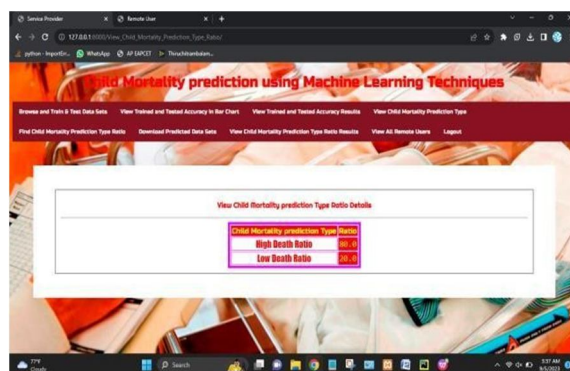 Service Provider
Remote User
127.0.0.1:8000/View_Child_Mortality_Prediction_Type_Ratio/
python - ImportErr...
WhatsApp
AP EAPCET
Thiruchitrambalam...
Child Mortality prediction using Machine Learning Techniques
Browse and Train & Test Data Sets
View Trained and Tested Accuracy in Bar Chart
View Trained and Tested Accuracy Results
View Child Mortality Prediction Type
Find Child Mortality Prediction Type Ratio
Download Predicted Data Sets
View Child Mortality Prediction Type Ratio Results
View All Remote Users
Logout
View Child Mortality prediction Type Ratio Details
Child Mortality prediction Type Ratio
High Death Ratio 80.0
Low Death Ratio 20.0
77°F
Cloudy
Search
3:37 AM
9/5/2023